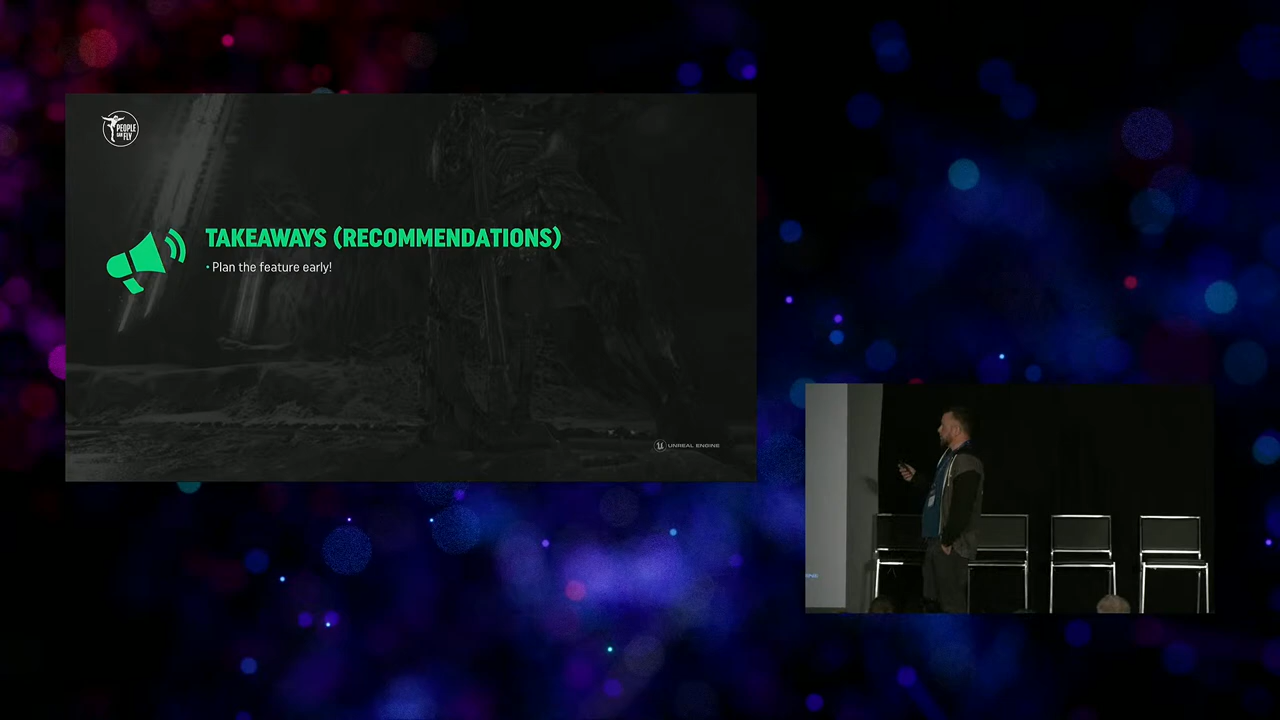 PEOPLE
CAN
FLY
TAKEAWAYS (RECOMMENDATIONS)
• Plan the feature early!
UNREAL ENGINE